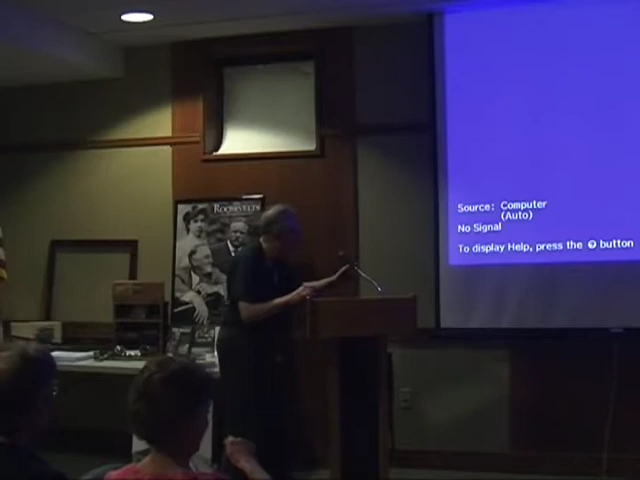 Roosevelts
Source: Computer
(Auto)
No Signal
To display Help, press the ? button